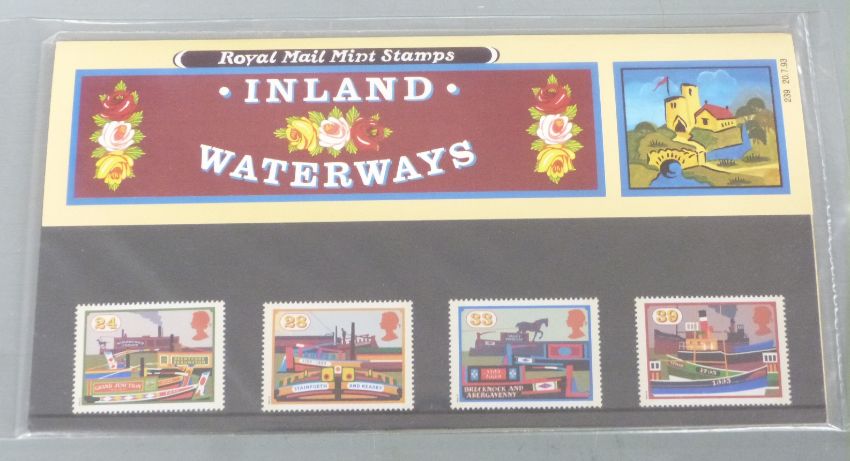 Royal Mail Mint Stamps
· INLAND ·
WATERWAYS
239 20.7.93
24
GRAND JUNCTION
28
STAINFORTH AND KEADBY
33
BRECKNOCK AND
ABERGAVENNY
39